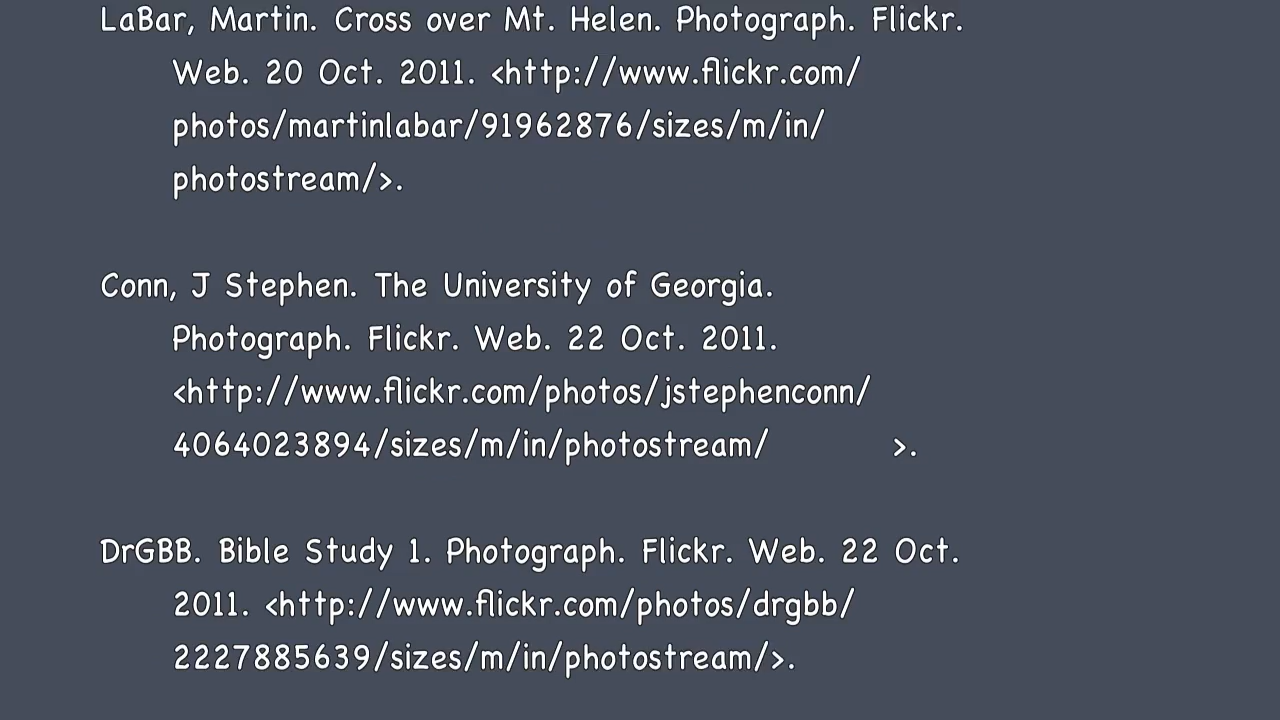 LaBar, Martin. Cross over Mt. Helen. Photograph. Flickr.
Web. 20 Oct. 2011. <http://www.flickr.com/
photos/martinlabar/91962876/sizes/m/in/
photostream/>.
Conn, J Stephen. The University of Georgia.
Photograph. Flickr. Web. 22 Oct. 2011.
<http://www.flickr.com/photos/jstephenconn/
4064023894/sizes/m/in/photostream/ >.
DrGBB. Bible Study 1. Photograph. Flickr. Web. 22 Oct.
2011. <http://www.flickr.com/photos/drgbb/
2227885639/sizes/m/in/photostream/>.